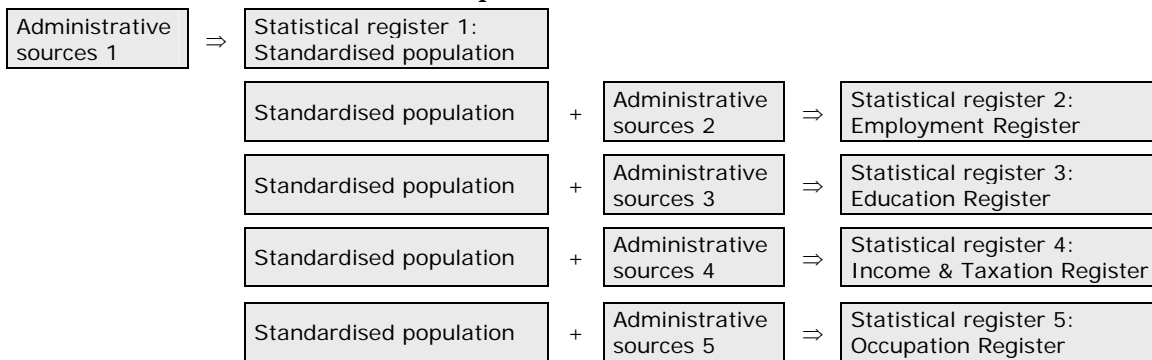 Administrative
sources 1
⇒
Statistical register 1:
Standardised population
Standardised population
+
Administrative
sources 2
⇒
Statistical register 2:
Employment Register
Standardised population
+
Administrative
sources 3
⇒
Statistical register 3:
Education Register
Standardised population
+
Administrative
sources 4
⇒
Statistical register 4:
Income & Taxation Register
Standardised population
+
Administrative
sources 5
⇒
Statistical register 5:
Occupation Register